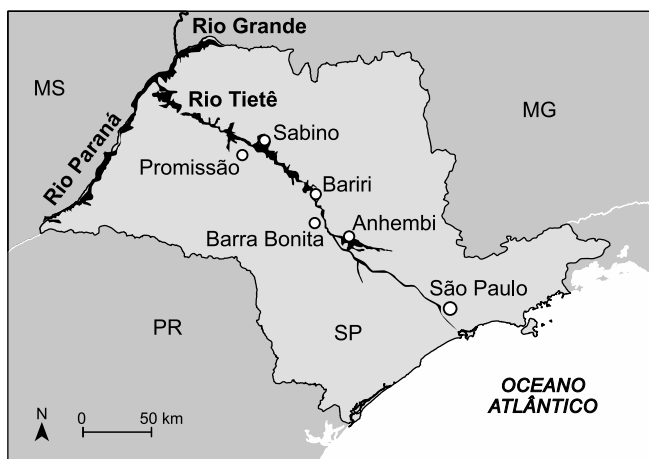 Rio Grande
MS
Rio Tietê
MG
Rio Paraná
Sabino
Promissão
Bariri
Anhembi
Barra Bonita
São Paulo
PR
SP
OCEANO
ATLÂNTICO
N
0 50 km